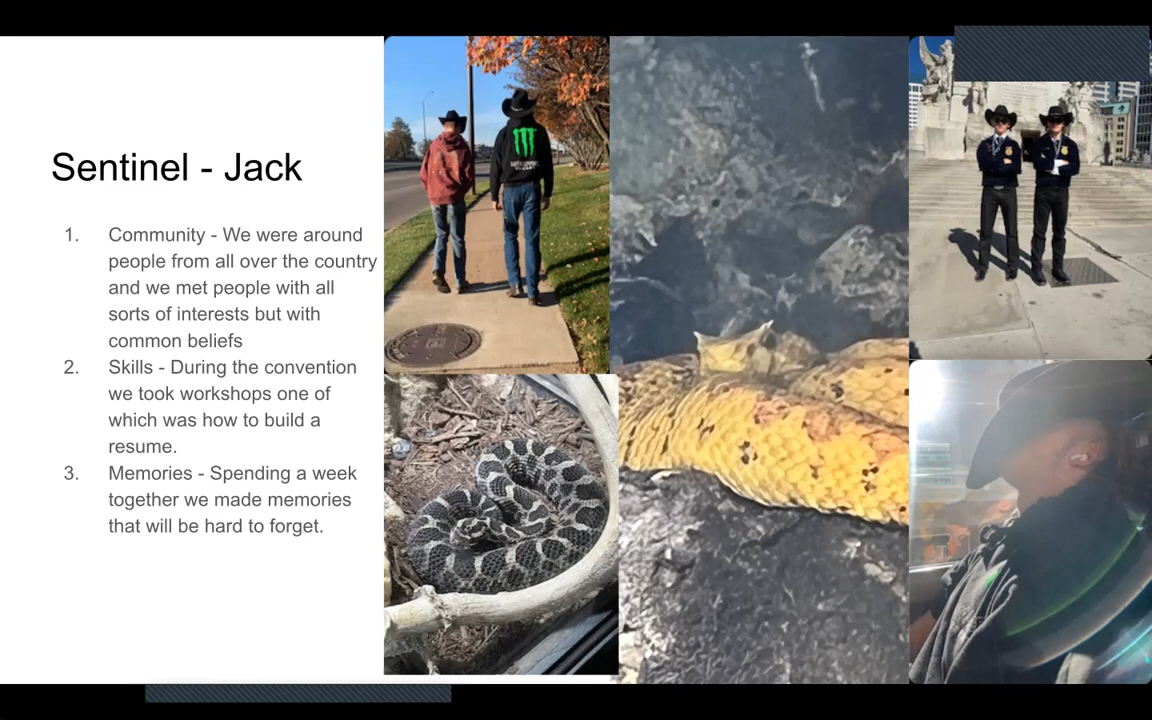 Sentinel - Jack
1. Community - We were around
people from all over the country
and we met people with all
sorts of interests but with
common beliefs
2. Skills - During the convention
we took workshops one of
which was how to build a
resume.
3. Memories - Spending a week
together we made memories
that will be hard to forget.